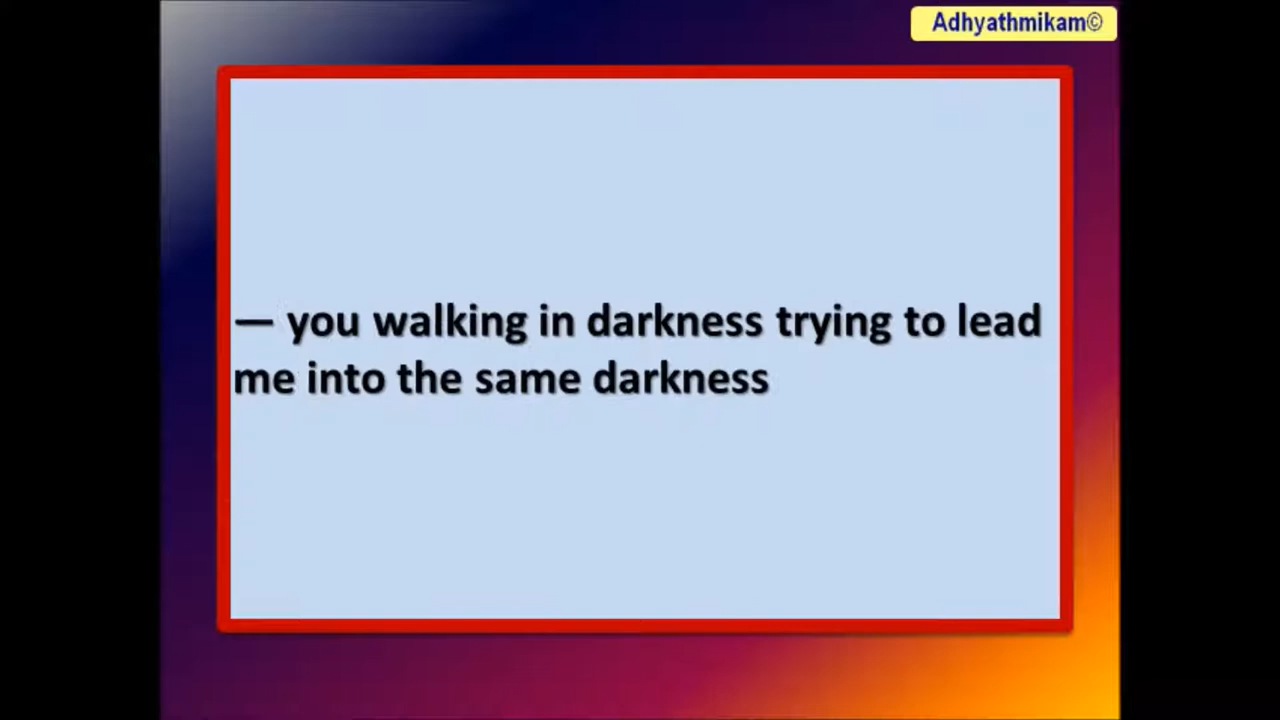 Adhyathmikam©
— you walking in darkness trying to lead
me into the same darkness